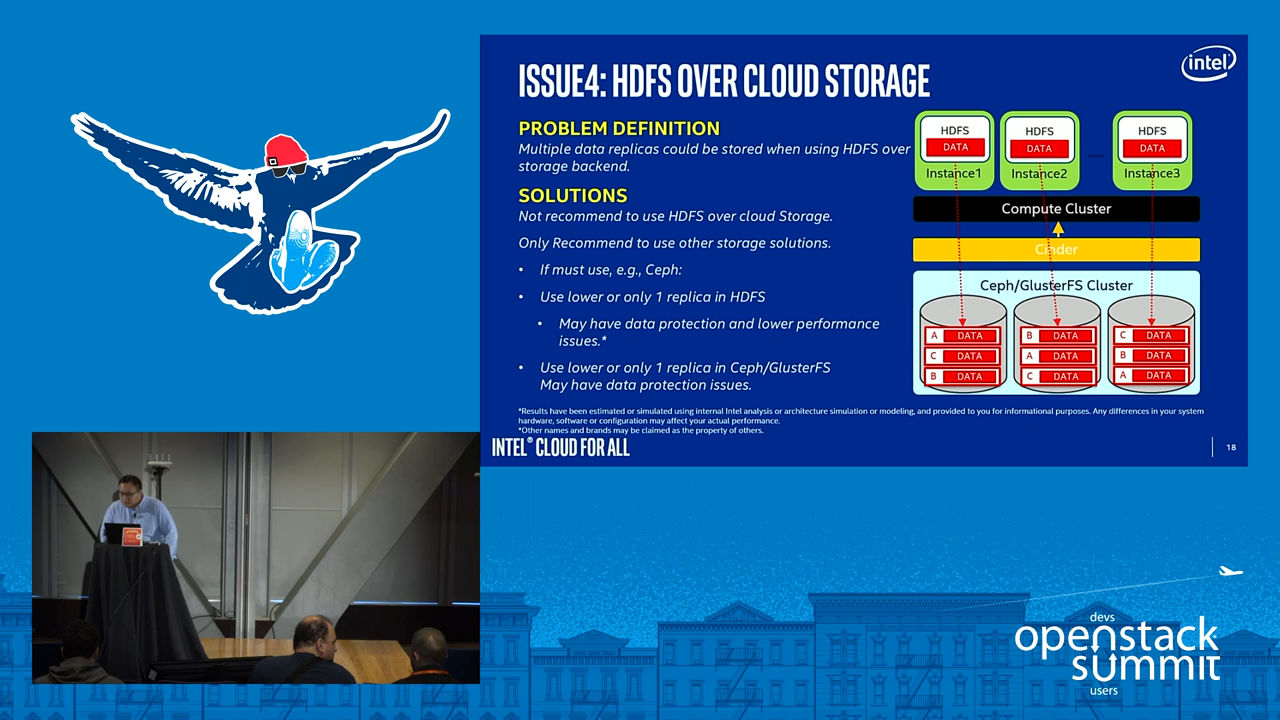 ISSUE4: HDFS OVER CLOUD STORAGE
intel
PROBLEM DEFINITION
Multiple data replicas could be stored when using HDFS over
storage backend.
SOLUTIONS
Not recommend to use HDFS over cloud Storage.
Only Recommend to use other storage solutions.
• If must use, e.g., Ceph:
• Use lower or only 1 replica in HDFS
• May have data protection and lower performance
issues.*
• Use lower or only 1 replica in Ceph/GlusterFS
May have data protection issues.
HDFS HDFS HDFS
DATA DATA ..... DATA
Instance1 Instance2 Instance3
Compute Cluster
Cinder
Ceph/GlusterFS Cluster
A DATA B DATA C DATA
C DATA A DATA B DATA
B DATA C DATA A DATA
*Results have been estimated or simulated using internal Intel analysis or architecture simulation or modeling, and provided to you for informational purposes. Any differences in your system
hardware, software or configuration may affect your actual performance.
*Other names and brands may be claimed as the property of others.
INTEL® CLOUD FOR ALL
18
devs
openstack
summit
users